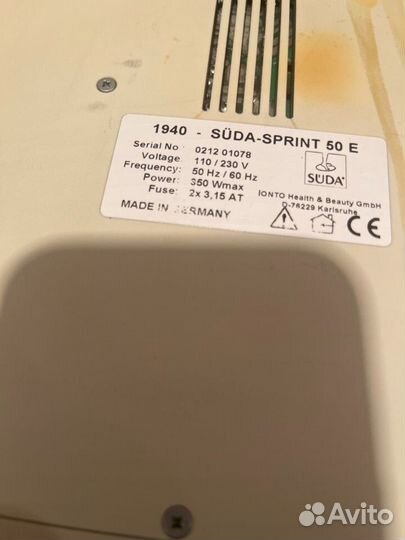 1940 - SÜDA-SPRINT 50 E
Serial No 0212 01078
Voltage: 110 / 230 V
Frequency: 50 Hz / 60 Hz
Power: 350 Wmax
Fuse: 2x 3,15 AT
MADE IN GERMANY
SÜDA
IONTO Health & Beauty GmbH
D-76229 Karlsruhe
CE
Avito